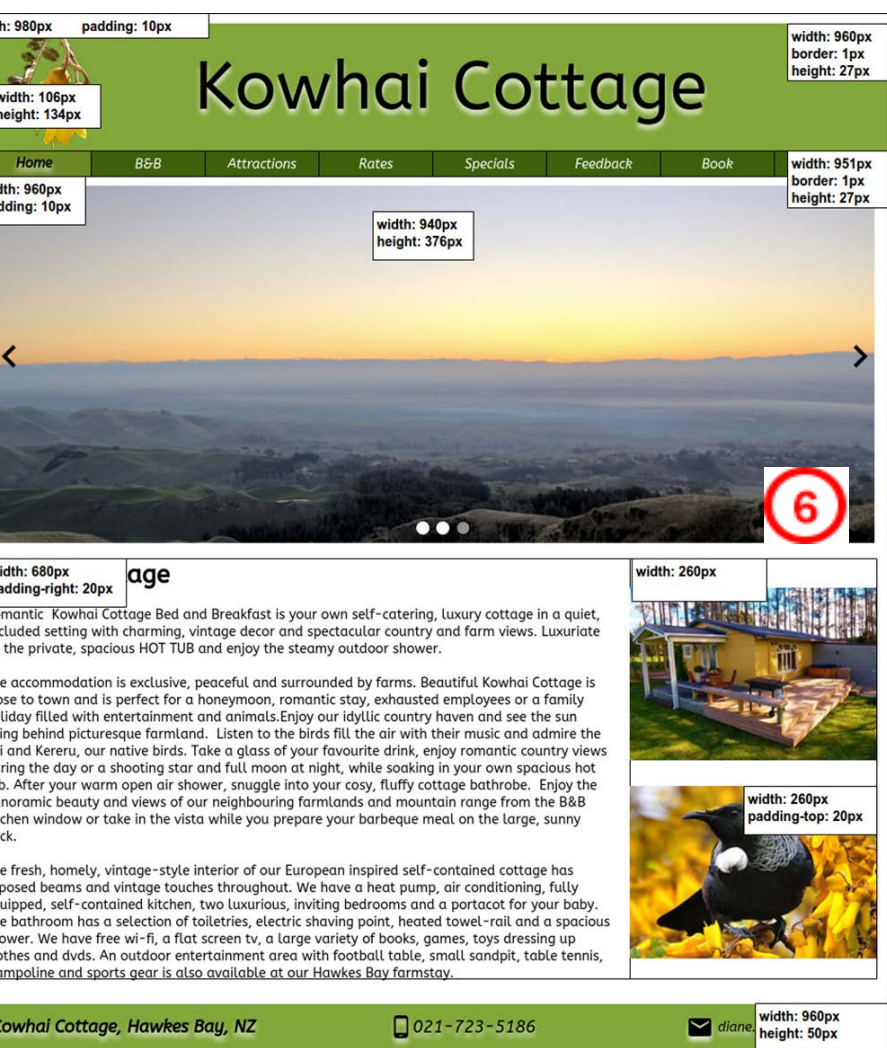 h: 980px padding: 10px
width: 960px
border: 1px
height: 27px
Kowhai Cottage
width: 106px
height: 134px
Home B&B Attractions Rates Specials Feedback Book
width: 951px
border: 1px
height: 27px
dth: 960px
dding: 10px
width: 940px
height: 376px
6
idth: 680px
adding-right: 20px
age
width: 260px
mantic Kowhai Cottage Bed and Breakfast is your own self-catering, luxury cottage in a quiet,
cluded setting with charming, vintage decor and spectacular country and farm views. Luxuriate
the private, spacious HOT TUB and enjoy the steamy outdoor shower.
e accommodation is exclusive, peaceful and surrounded by farms. Beautiful Kowhai Cottage is
ose to town and is perfect for a honeymoon, romantic stay, exhausted employees or a family
liday filled with entertainment and animals.Enjoy our idyllic country haven and see the sun
ing behind picturesque farmland. Listen to the birds fill the air with their music and admire the
i and Kereru, our native birds. Take a glass of your favourite drink, enjoy romantic country views
ring the day or a shooting star and full moon at night, while soaking in your own spacious hot
b. After your warm open air shower, snuggle into your cosy, fluffy cottage bathrobe. Enjoy the
noramic beauty and views of our neighbouring farmlands and mountain range from the B&B
chen window or take in the vista while you prepare your barbeque meal on the large, sunny
ck.
width: 260px
padding-top: 20px
e fresh, homely, vintage-style interior of our European inspired self-contained cottage has
posed beams and vintage touches throughout. We have a heat pump, air conditioning, fully
uipped, self-contained kitchen, two luxurious, inviting bedrooms and a portacot for your baby.
e bathroom has a selection of toiletries, electric shaving point, heated towel-rail and a spacious
ower. We have free wi-fi, a flat screen tv, a large variety of books, games, toys dressing up
othes and dvds. An outdoor entertainment area with football table, small sandpit, table tennis,
ampoline and sports gear is also available at our Hawkes Bay farmstay.
Kowhai Cottage, Hawkes Bay, NZ 021-723-5186 diane.
width: 960px
height: 50px